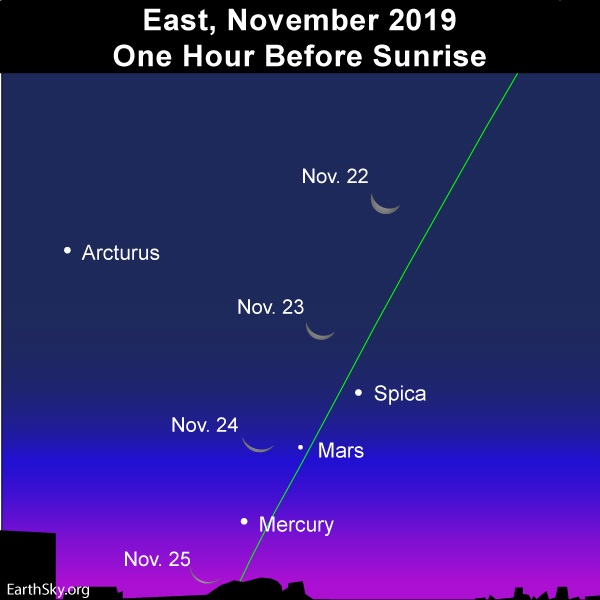 East, November 2019
One Hour Before Sunrise
Nov. 22
Arcturus
Nov. 23
Spica
Nov. 24
Mars
Mercury
Nov. 25
EarthSky.org